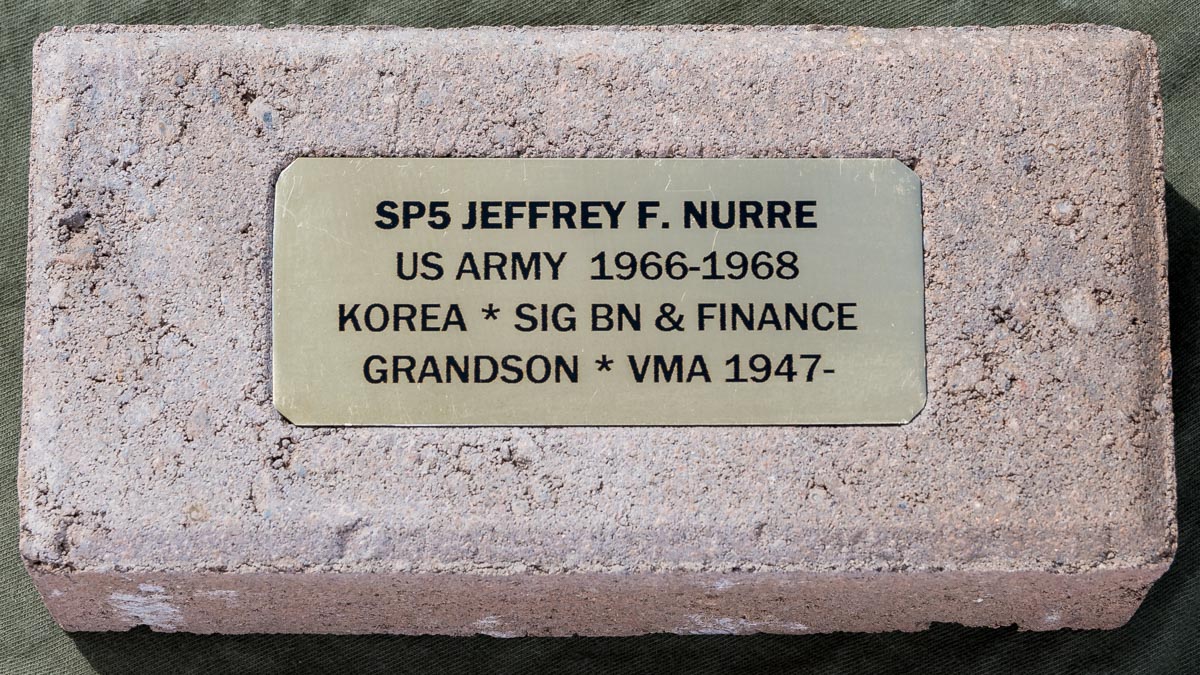 SP5 JEFFREY F. NURRE
US ARMY 1966-1968
KOREA * SIG BN & FINANCE
GRANDSON * VMA 1947-